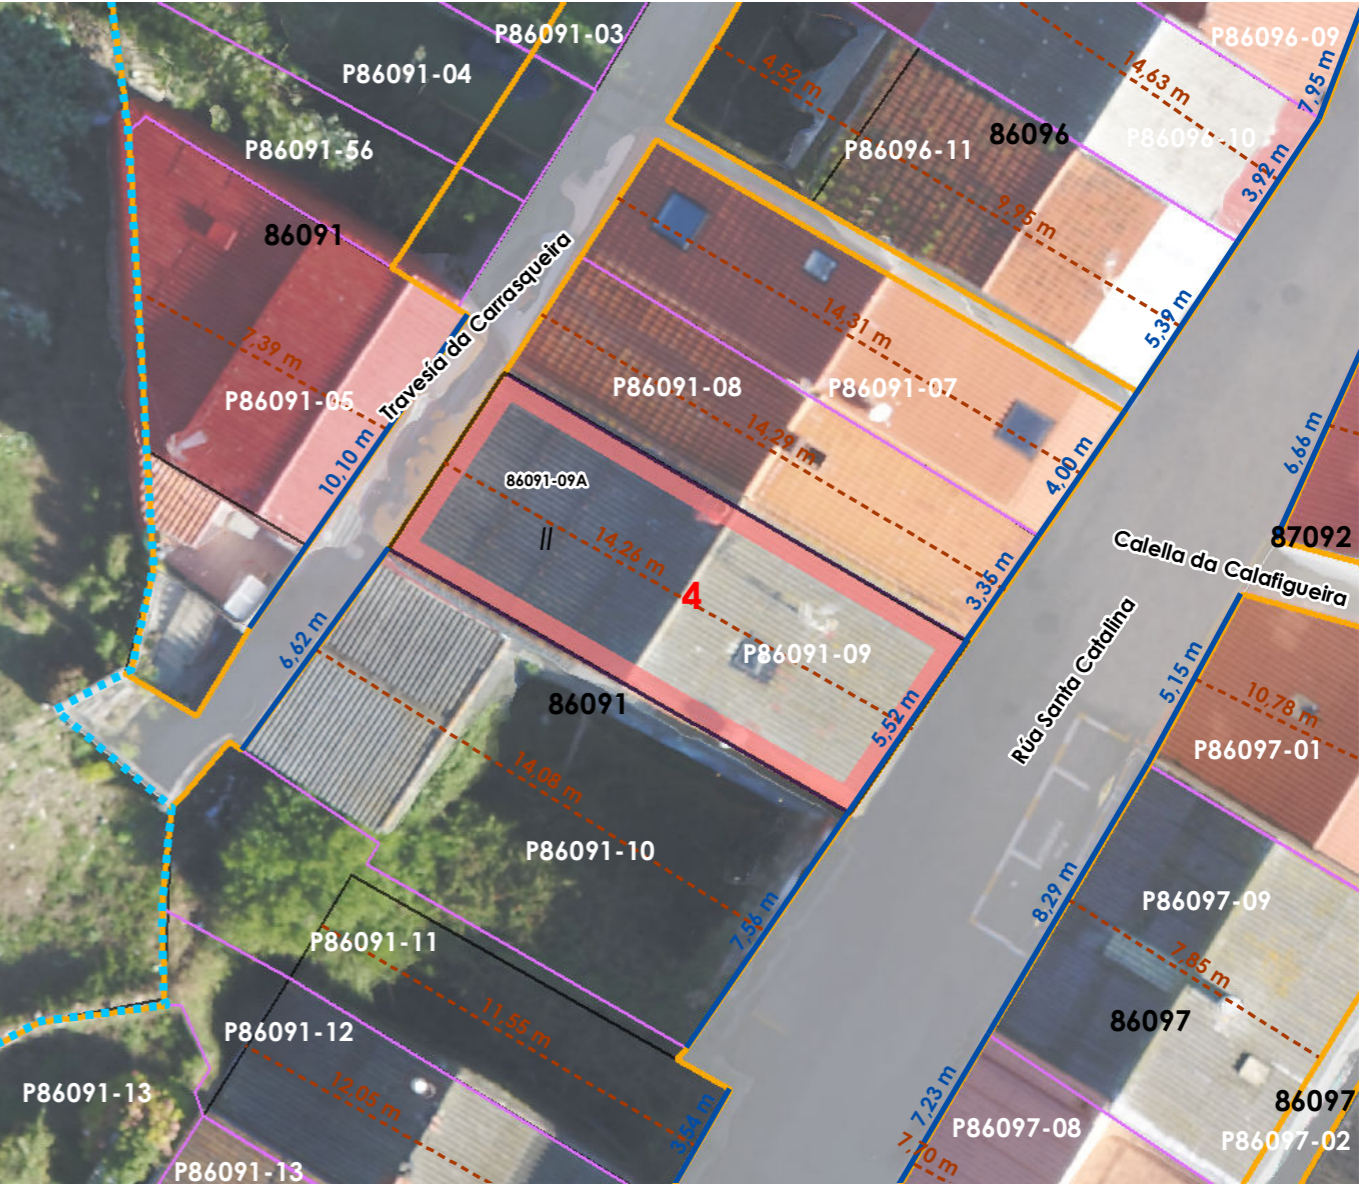 P86091-03
P86096-09
P86091-04
4,52 m
14,63 m
7,95 m
P86091-56
P86096-11
86096
P86096-10
3,92 m
86091
9,95 m
Travesía da Carrasqueira
14,31 m
5,39 m
7,39 m
P86091-05
P86091-08
P86091-07
10,10 m
14,29 m
4,00 m
6,66 m
86091-09A
II
14,26 m
87092
Calella da Calafigueira
3,35 m
4
6,62 m
P86091-09
Rúa Santa Catalina
5,15 m
86091
5,52 m
10,78 m
P86097-01
14,08 m
P86091-10
8,29 m
P86097-09
7,56 m
P86091-11
7,85 m
11,55 m
P86091-12
86097
P86091-13
12,05 m
3,54 m
7,23 m
86097
P86097-08
P86097-02
7,70 m
P86091-13